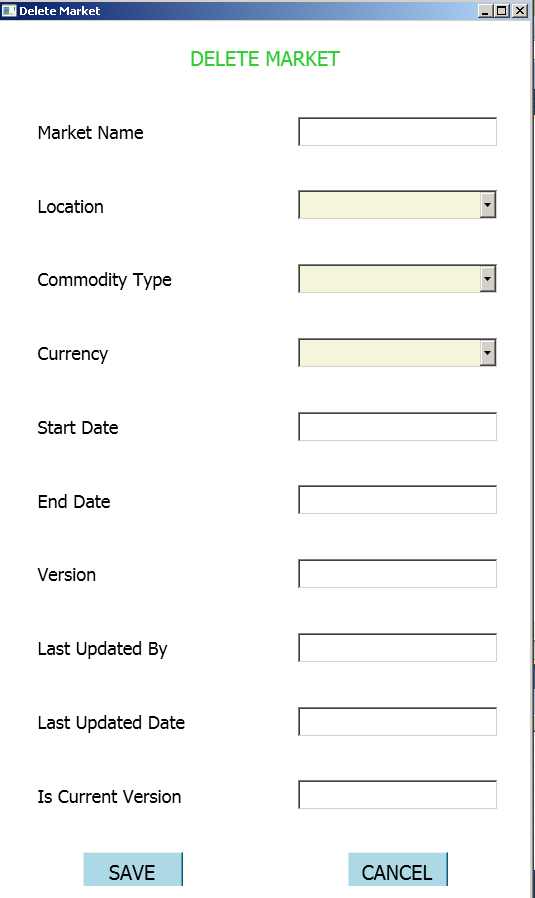 Delete Market
DELETE MARKET
Market Name
Location
Commodity Type
Currency
Start Date
End Date
Version
Last Updated By
Last Updated Date
Is Current Version
SAVE CANCEL